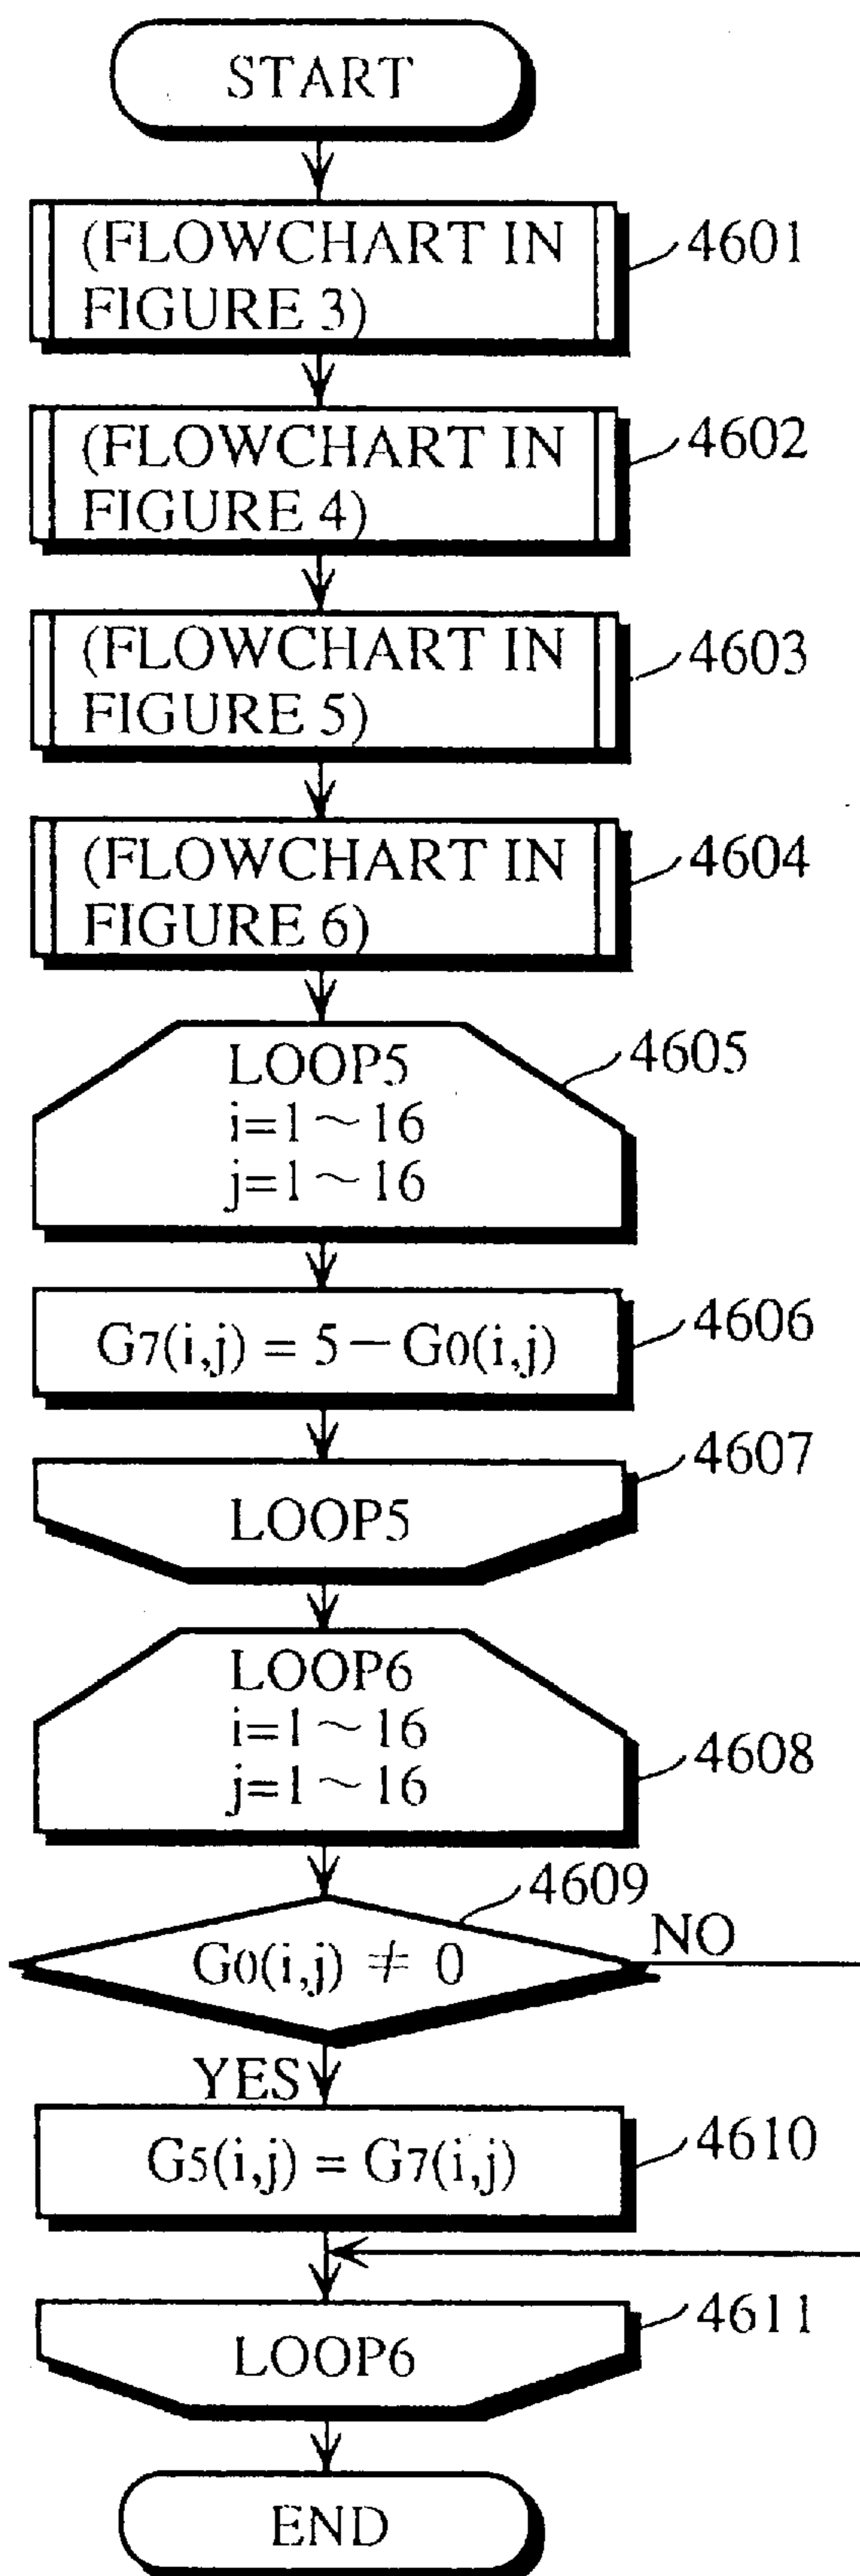 START
(FLOWCHART IN
FIGURE 3)
4601
(FLOWCHART IN
FIGURE 4)
4602
(FLOWCHART IN
FIGURE 5)
4603
(FLOWCHART IN
FIGURE 6)
4604
LOOP5
i=1～16
j=1～16
4605
G7(i,j) = 5－G0(i,j)
4606
LOOP5
4607
LOOP6
i=1～16
j=1～16
4608
4609
G0(i,j) ≠ 0
NO
YES
G5(i,j) = G7(i,j)
4610
LOOP6
4611
END